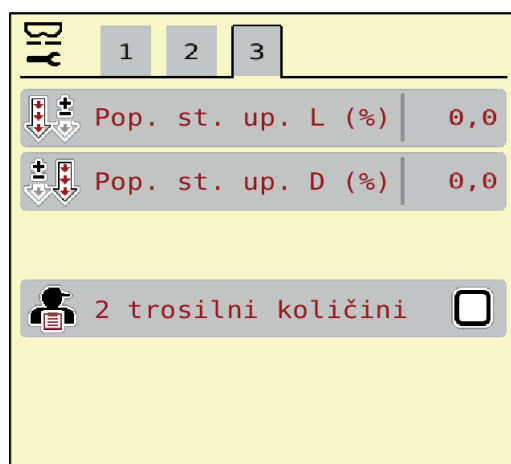 1 2 3
Pop. st. up. L (%) 0,0
Pop. st. up. D (%) 0,0
2 trosilni količini